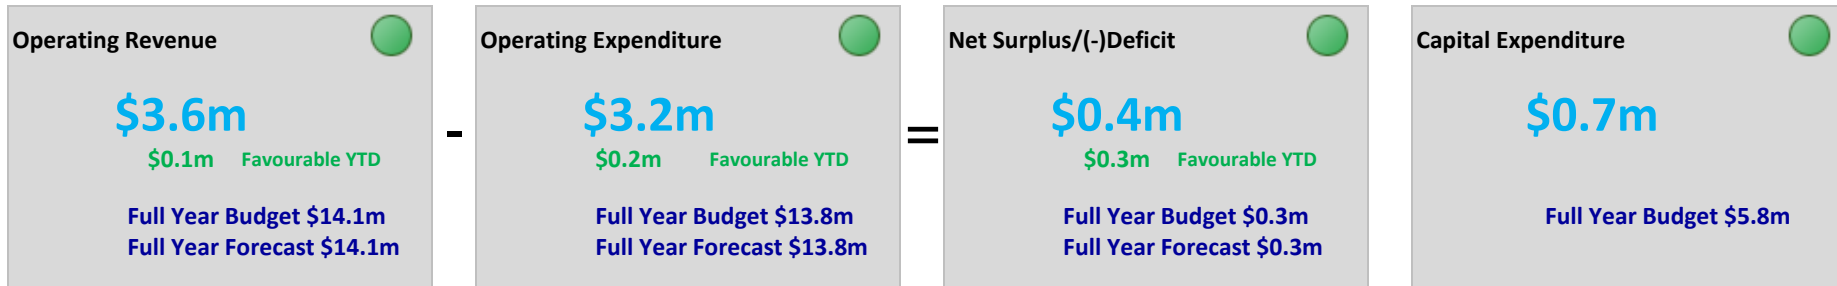 Operating Revenue
$3.6m
$0.1m Favourable YTD
Full Year Budget $14.1m
Full Year Forecast $14.1m
-
Operating Expenditure
$3.2m
$0.2m Favourable YTD
Full Year Budget $13.8m
Full Year Forecast $13.8m
=
Net Surplus/(-)Deficit
$0.4m
$0.3m Favourable YTD
Full Year Budget $0.3m
Full Year Forecast $0.3m
Capital Expenditure
$0.7m
Full Year Budget $5.8m